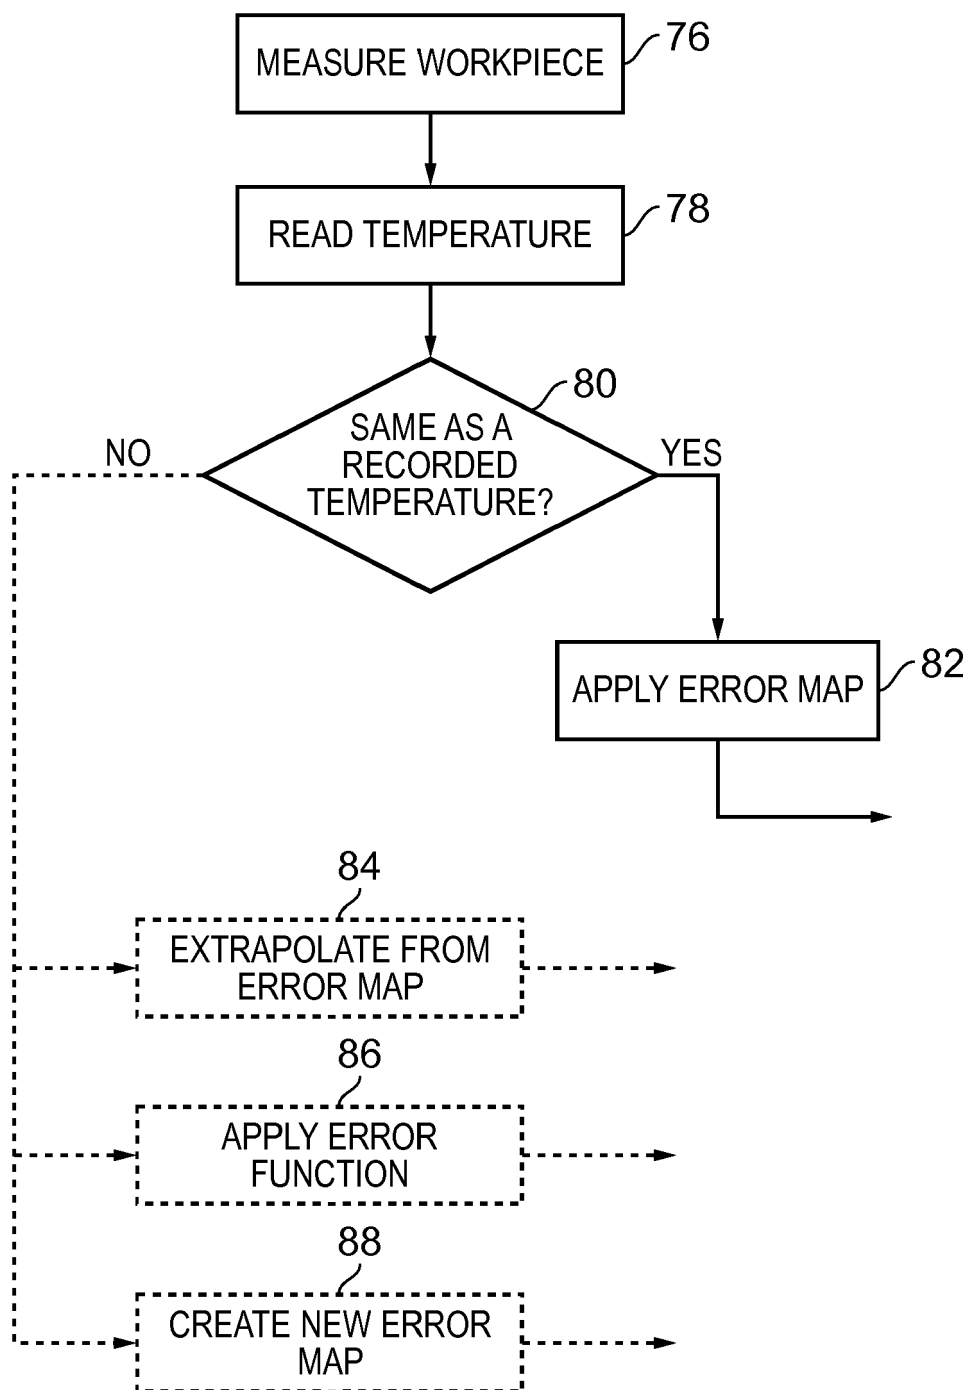 MEASURE WORKPIECE
76
READ TEMPERATURE
78
80
SAME AS A
RECORDED
TEMPERATURE?
NO
YES
APPLY ERROR MAP
82
84
EXTRAPOLATE FROM
ERROR MAP
86
APPLY ERROR
FUNCTION
88
CREATE NEW ERROR
MAP